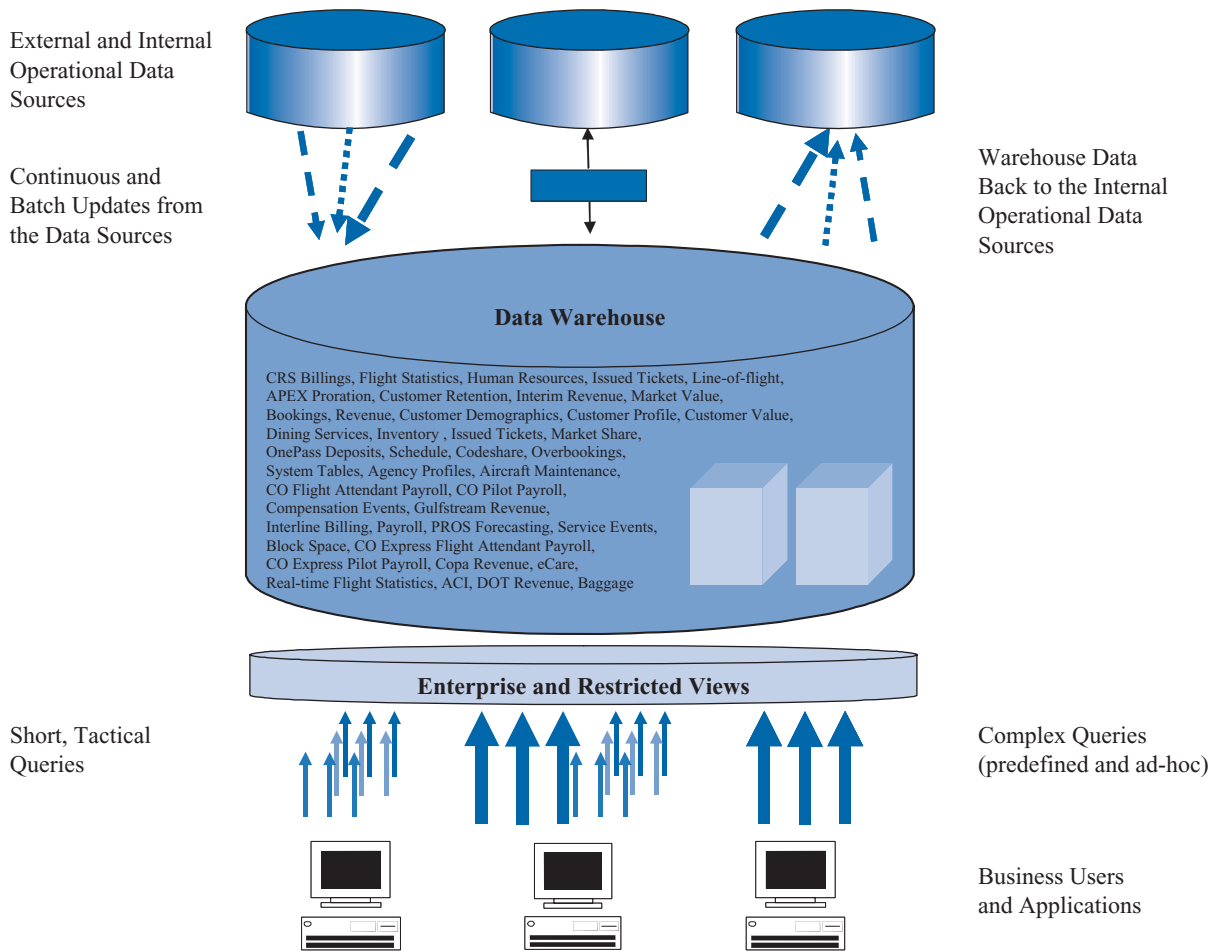 External and Internal
Operational Data
Sources
Continuous and
Batch Updates from
the Data Sources
Warehouse Data
Back to the Internal
Operational Data
Sources
Data Warehouse
CRS Billings, Flight Statistics, Human Resources, Issued Tickets, Line-of-flight,
APEX Proration, Customer Retention, Interim Revenue, Market Value,
Bookings, Revenue, Customer Demographics, Customer Profile, Customer Value,
Dining Services, Inventory , Issued Tickets, Market Share,
OnePass Deposits, Schedule, Codeshare, Overbookings,
System Tables, Agency Profiles, Aircraft Maintenance,
CO Flight Attendant Payroll, CO Pilot Payroll,
Compensation Events, Gulfstream Revenue,
Interline Billing, Payroll, PROS Forecasting, Service Events,
Block Space, CO Express Flight Attendant Payroll,
CO Express Pilot Payroll, Copa Revenue, eCare,
Real-time Flight Statistics, ACI, DOT Revenue, Baggage
Enterprise and Restricted Views
Short, Tactical
Queries
Complex Queries
(predefined and ad-hoc)
Business Users
and Applications